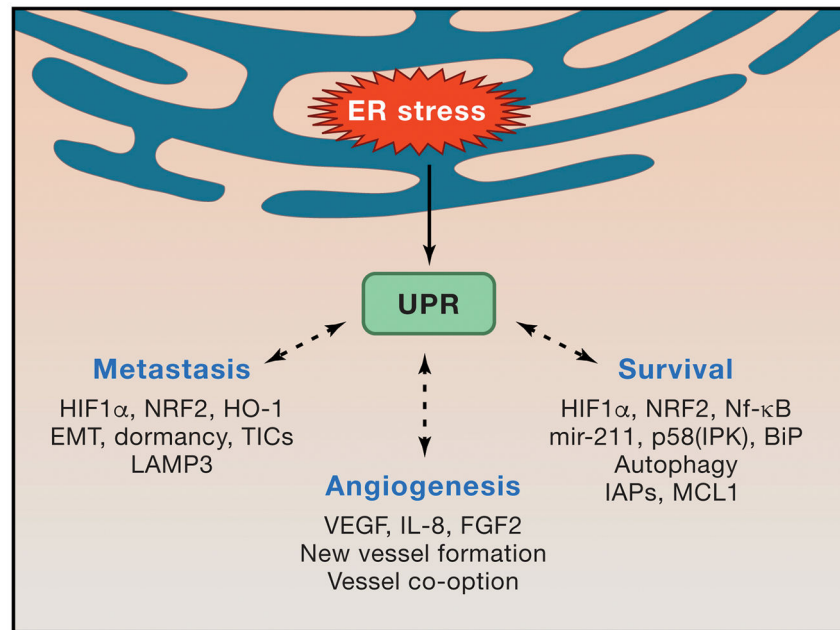 ER stress
UPR
Metastasis
HIF1α, NRF2, HO-1
EMT, dormancy, TICs
LAMP3
Angiogenesis
VEGF, IL-8, FGF2
New vessel formation
Vessel co-option
Survival
HIF1α, NRF2, Nf-κB
mir-211, p58(IPK), BiP
Autophagy
IAPs, MCL1